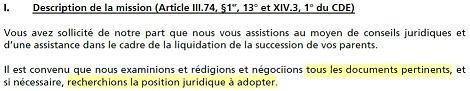 I. Description de la mission (Article III.74, §1er, 13° et XIV.3, 1° du CDE)
Vous avez sollicité de notre part que nous vous assistions au moyen de conseils juridiques et
d'une assistance dans le cadre de la liquidation de la succession de vos parents.
Il est convenu que nous examinions et rédigions et négociions tous les documents pertinents, et
si nécessaire, recherchions la position juridique à adopter.